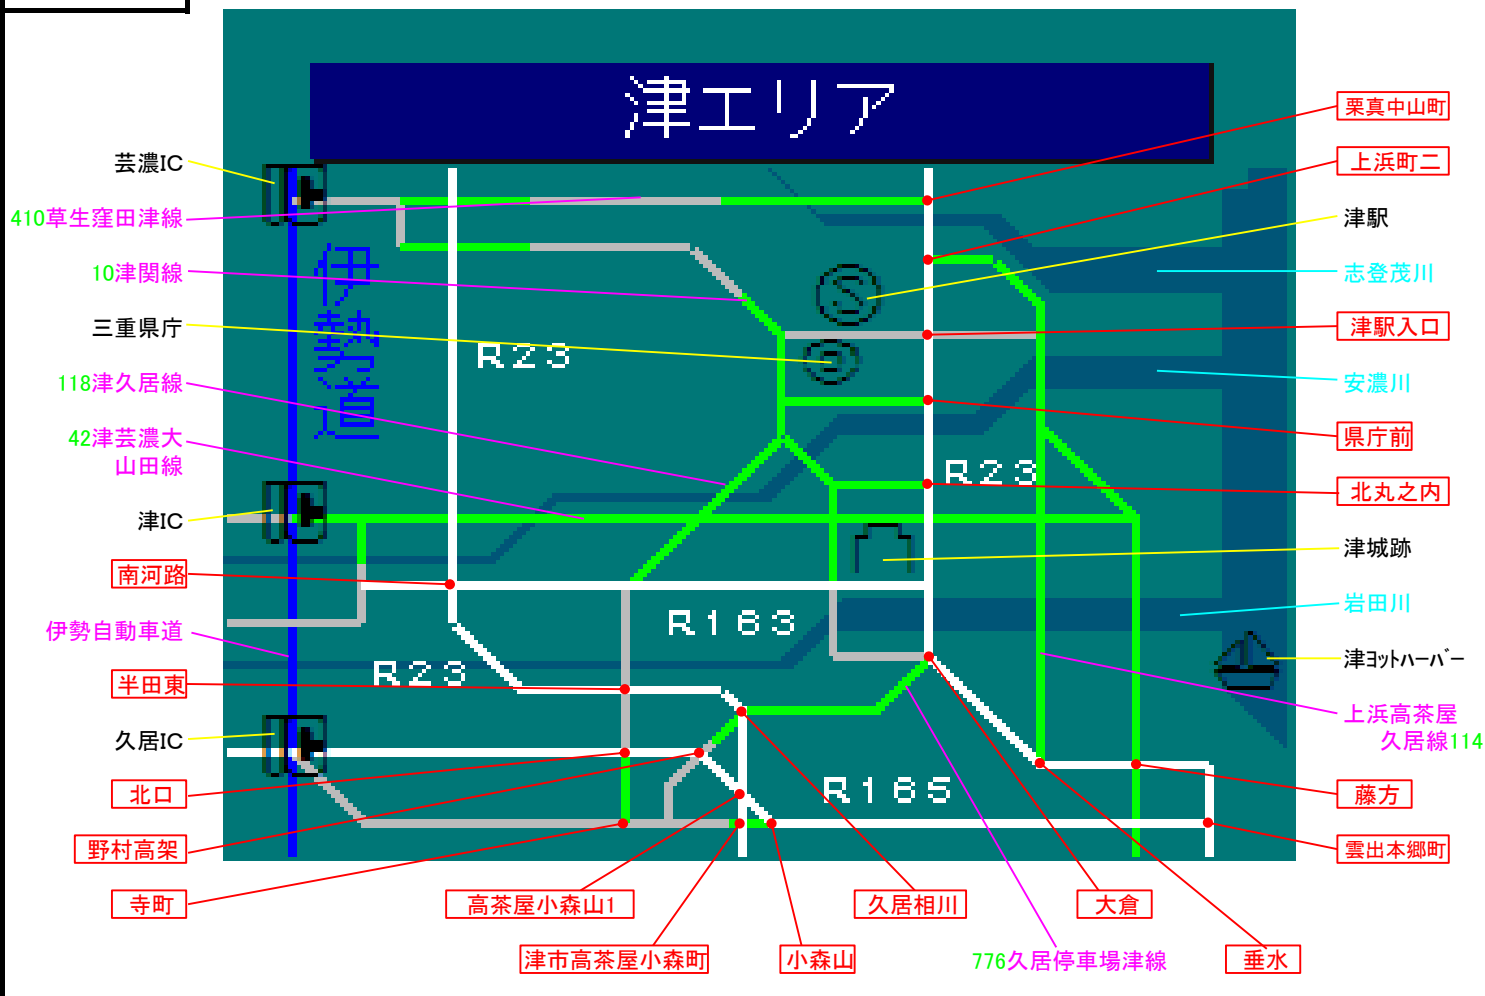 津エリア
芸濃IC
410草生窪田津線
10津関線
三重県庁
118津久居線
42津芸濃大
山田線
津IC
南河路
伊勢自動車道
半田東
久居IC
北口
野村高架
寺町
伊勢道
R23
R23
R163
R23
R165
栗真中山町
上浜町二
津駅
志登茂川
津駅入口
安濃川
県庁前
北丸之内
津城跡
岩田川
津ヨットハーバー
上浜高茶屋
久居線114
藤方
雲出本郷町
高茶屋小森山1
久居相川
大倉
津市高茶屋小森町
小森山
776久居停車場津線
垂水